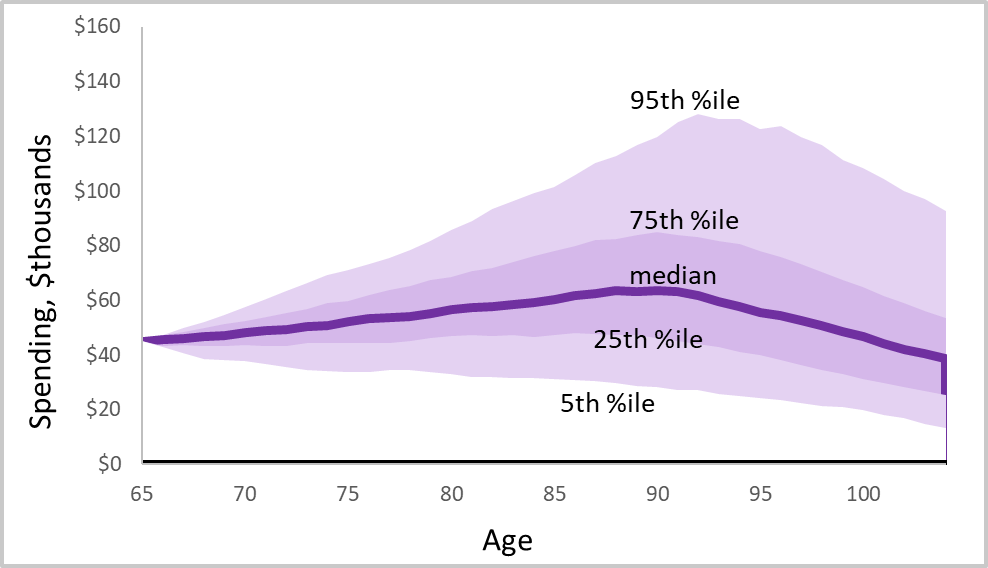 $160
$140
$120
$100
$80
$60
$40
$20
$0
Spending, $thousands
95th %ile
75th %ile
median
25th %ile
5th %ile
65 70 75 80 85 90 95 100
Age